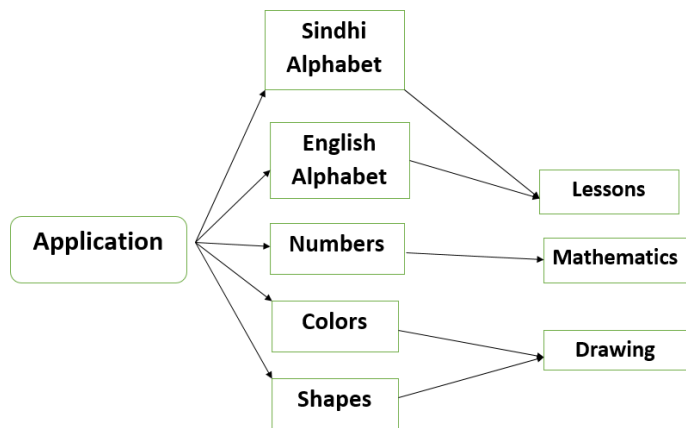 Sindhi
Alphabet
English
Alphabet
Lessons
Application
Numbers
Mathematics
Colors
Drawing
Shapes